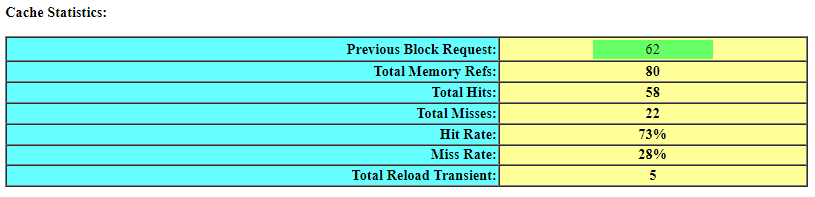 Cache Statistics:
Previous Block Request: 62
Total Memory Refs: 80
Total Hits: 58
Total Misses: 22
Hit Rate: 73%
Miss Rate: 28%
Total Reload Transient: 5